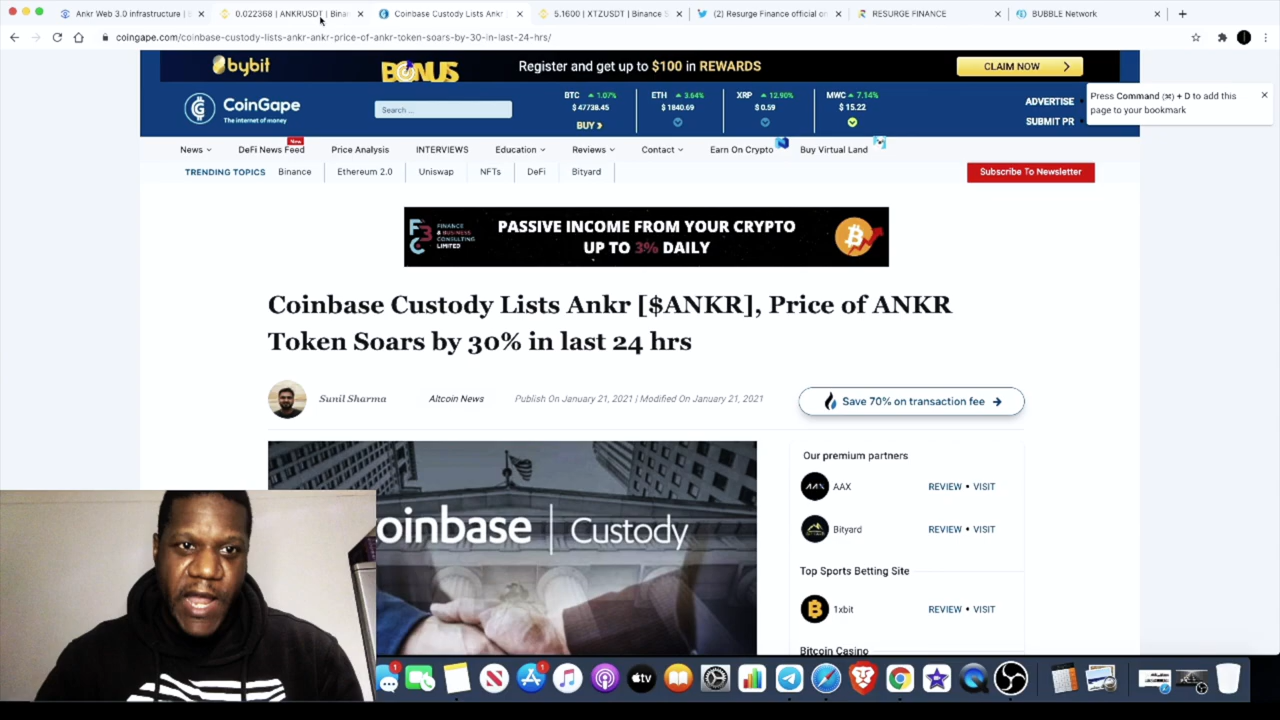 Ankr Web 3.0 infrastructure |
0.022368 | ANKRUSDT | Binan
Coinbase Custody Lists Ankr
5.1600 | XTZUSDT | Binance S
(2) Resurge Finance official on
RESURGE FINANCE
BUBBLE Network
coingape.com/coinbase-custody-lists-ankr-ankr-price-of-ankr-token-soars-by-30-in-last-24-hrs/
bybit
BONUS
Register and get up to $100 in REWARDS
CLAIM NOW
CoinGape
The internet of money
Search ...
BTC 1.07%
$ 47738.45
BUY
ETH 3.64%
$ 1840.69
XRP 12.90%
$ 0.59
MWC 7.14%
$ 15.22
ADVERTISE
SUBMIT PR
Press Command (⌘) + D to add this
page to your bookmark
News
DeFi News Feed
New
Price Analysis
INTERVIEWS
Education
Reviews
Contact
Earn On Crypto
Buy Virtual Land
TRENDING TOPICS
Binance
Ethereum 2.0
Uniswap
NFTs
DeFi
Bityard
Subscribe To Newsletter
FINANCE
& BUSINESS
CONSULTING
LIMITED
PASSIVE INCOME FROM YOUR CRYPTO
UP TO 3% DAILY
Coinbase Custody Lists Ankr [$ANKR], Price of ANKR
Token Soars by 30% in last 24 hrs
Sunil Sharma
Altcoin News
Publish On January 21, 2021 | Modified On January 21, 2021
Save 70% on transaction fee
oinbase | Custody
Our premium partners
AAX
REVIEW • VISIT
Bityard
REVIEW • VISIT
Top Sports Betting Site
1xbit
REVIEW • VISIT
Bitcoin Casino
tv